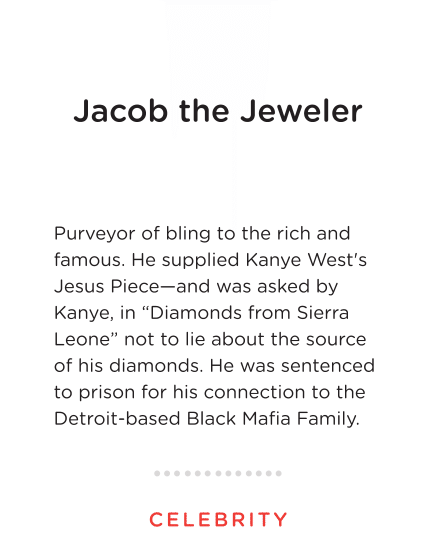 Jacob the Jeweler
Purveyor of bling to the rich and
famous. He supplied Kanye West's
Jesus Piece—and was asked by
Kanye, in “Diamonds from Sierra
Leone” not to lie about the source
of his diamonds. He was sentenced
to prison for his connection to the
Detroit-based Black Mafia Family.
CELEBRITY